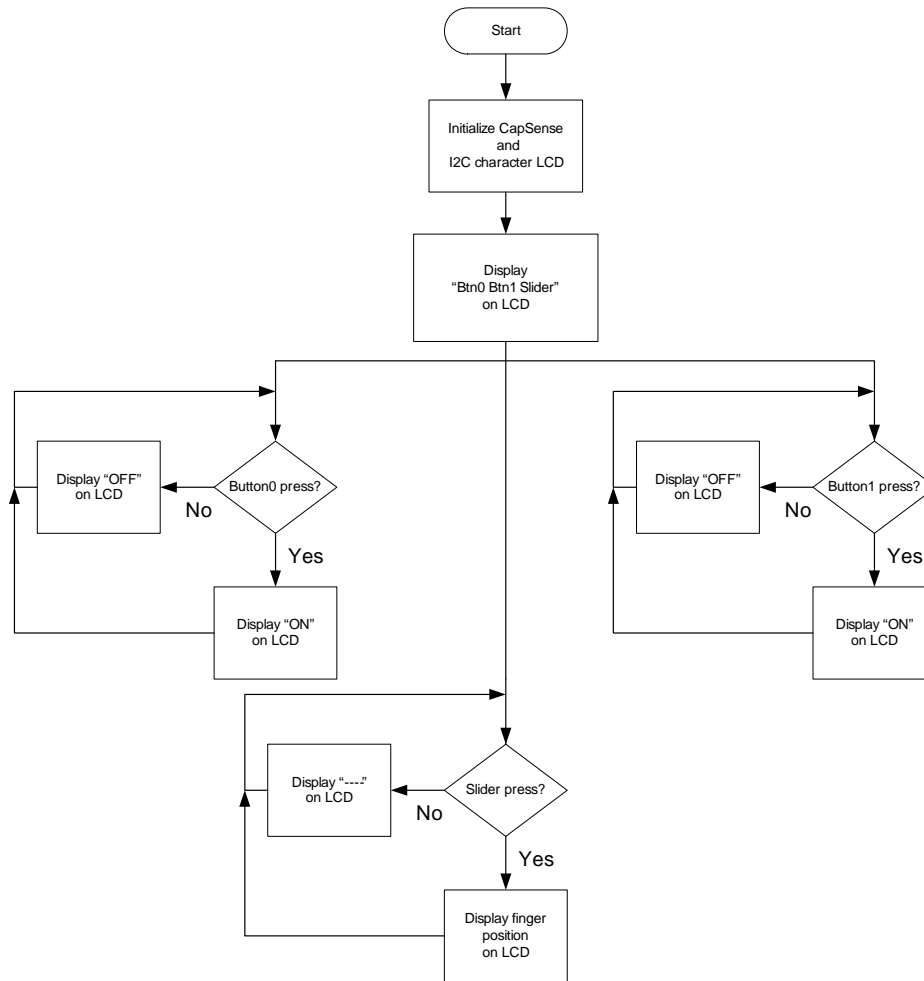 Start
Initialize CapSense
and
I2C character LCD
Display
“Btn0 Btn1 Slider”
on LCD
Display “OFF”
on LCD
No
Button0 press?
Yes
Display “ON”
on LCD
Display “OFF”
on LCD
No
Button1 press?
Yes
Display “ON”
on LCD
Display “----”
on LCD
No
Slider press?
Yes
Display finger
position
on LCD